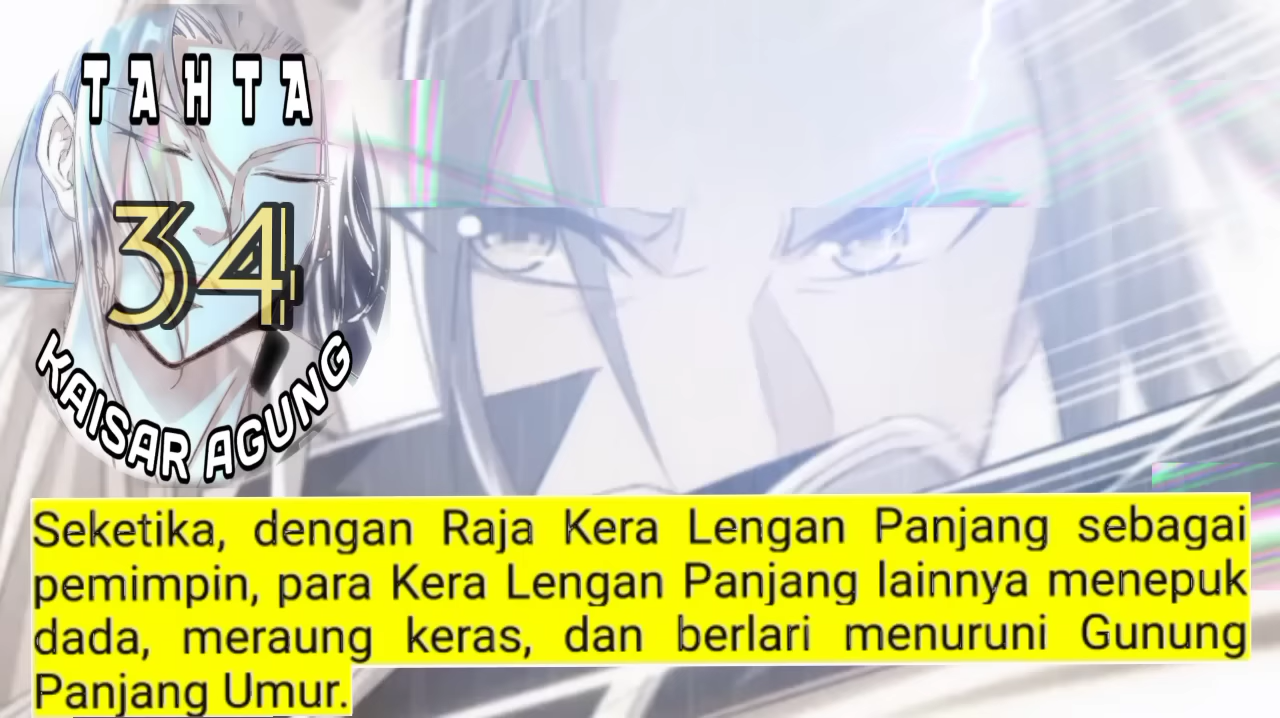 TAHTA
34
KAISAR AGUNG
Seketika, dengan Raja Kera Lengan Panjang sebagai
pemimpin, para Kera Lengan Panjang lainnya menepuk
dada, meraung keras, dan berlari menuruni Gunung
Panjang Umur.